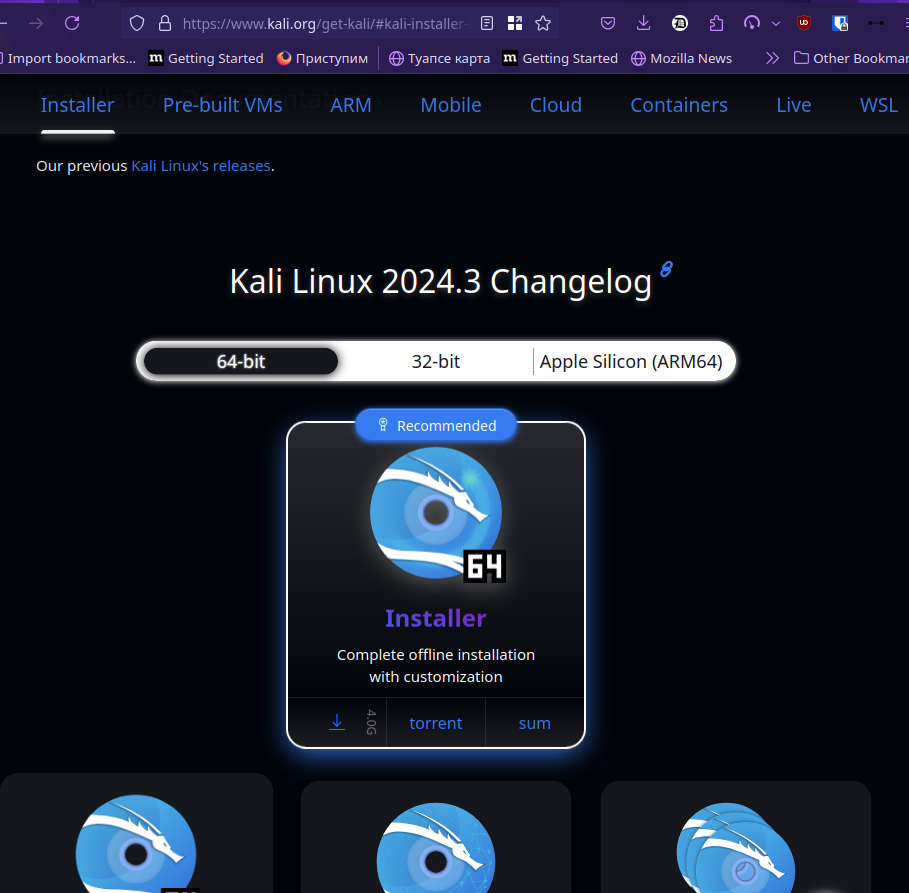 https://www.kali.org/get-kali/#kali-installer-
Import bookmarks... Getting Started Приступим Туапсе карта Getting Started Mozilla News Other Bookmar
Installer Pre-built VMs ARM Mobile Cloud Containers Live WSL
Our previous Kali Linux's releases.
Kali Linux 2024.3 Changelog
64-bit 32-bit Apple Silicon (ARM64)
Recommended
64
Installer
Complete offline installation
with customization
4.0G torrent sum